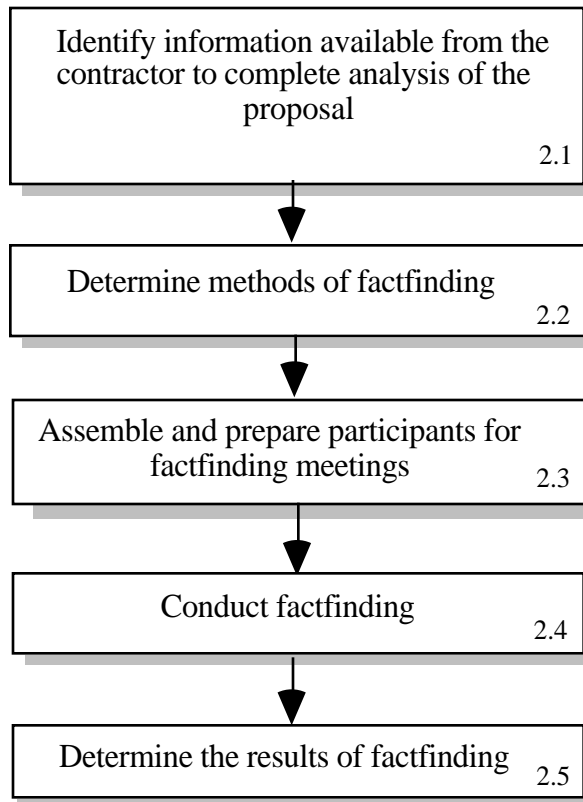 Identify information available from the
contractor to complete analysis of the
proposal
2.1
Determine methods of factfinding
2.2
Assemble and prepare participants for
factfinding meetings
2.3
Conduct factfinding
2.4
Determine the results of factfinding
2.5